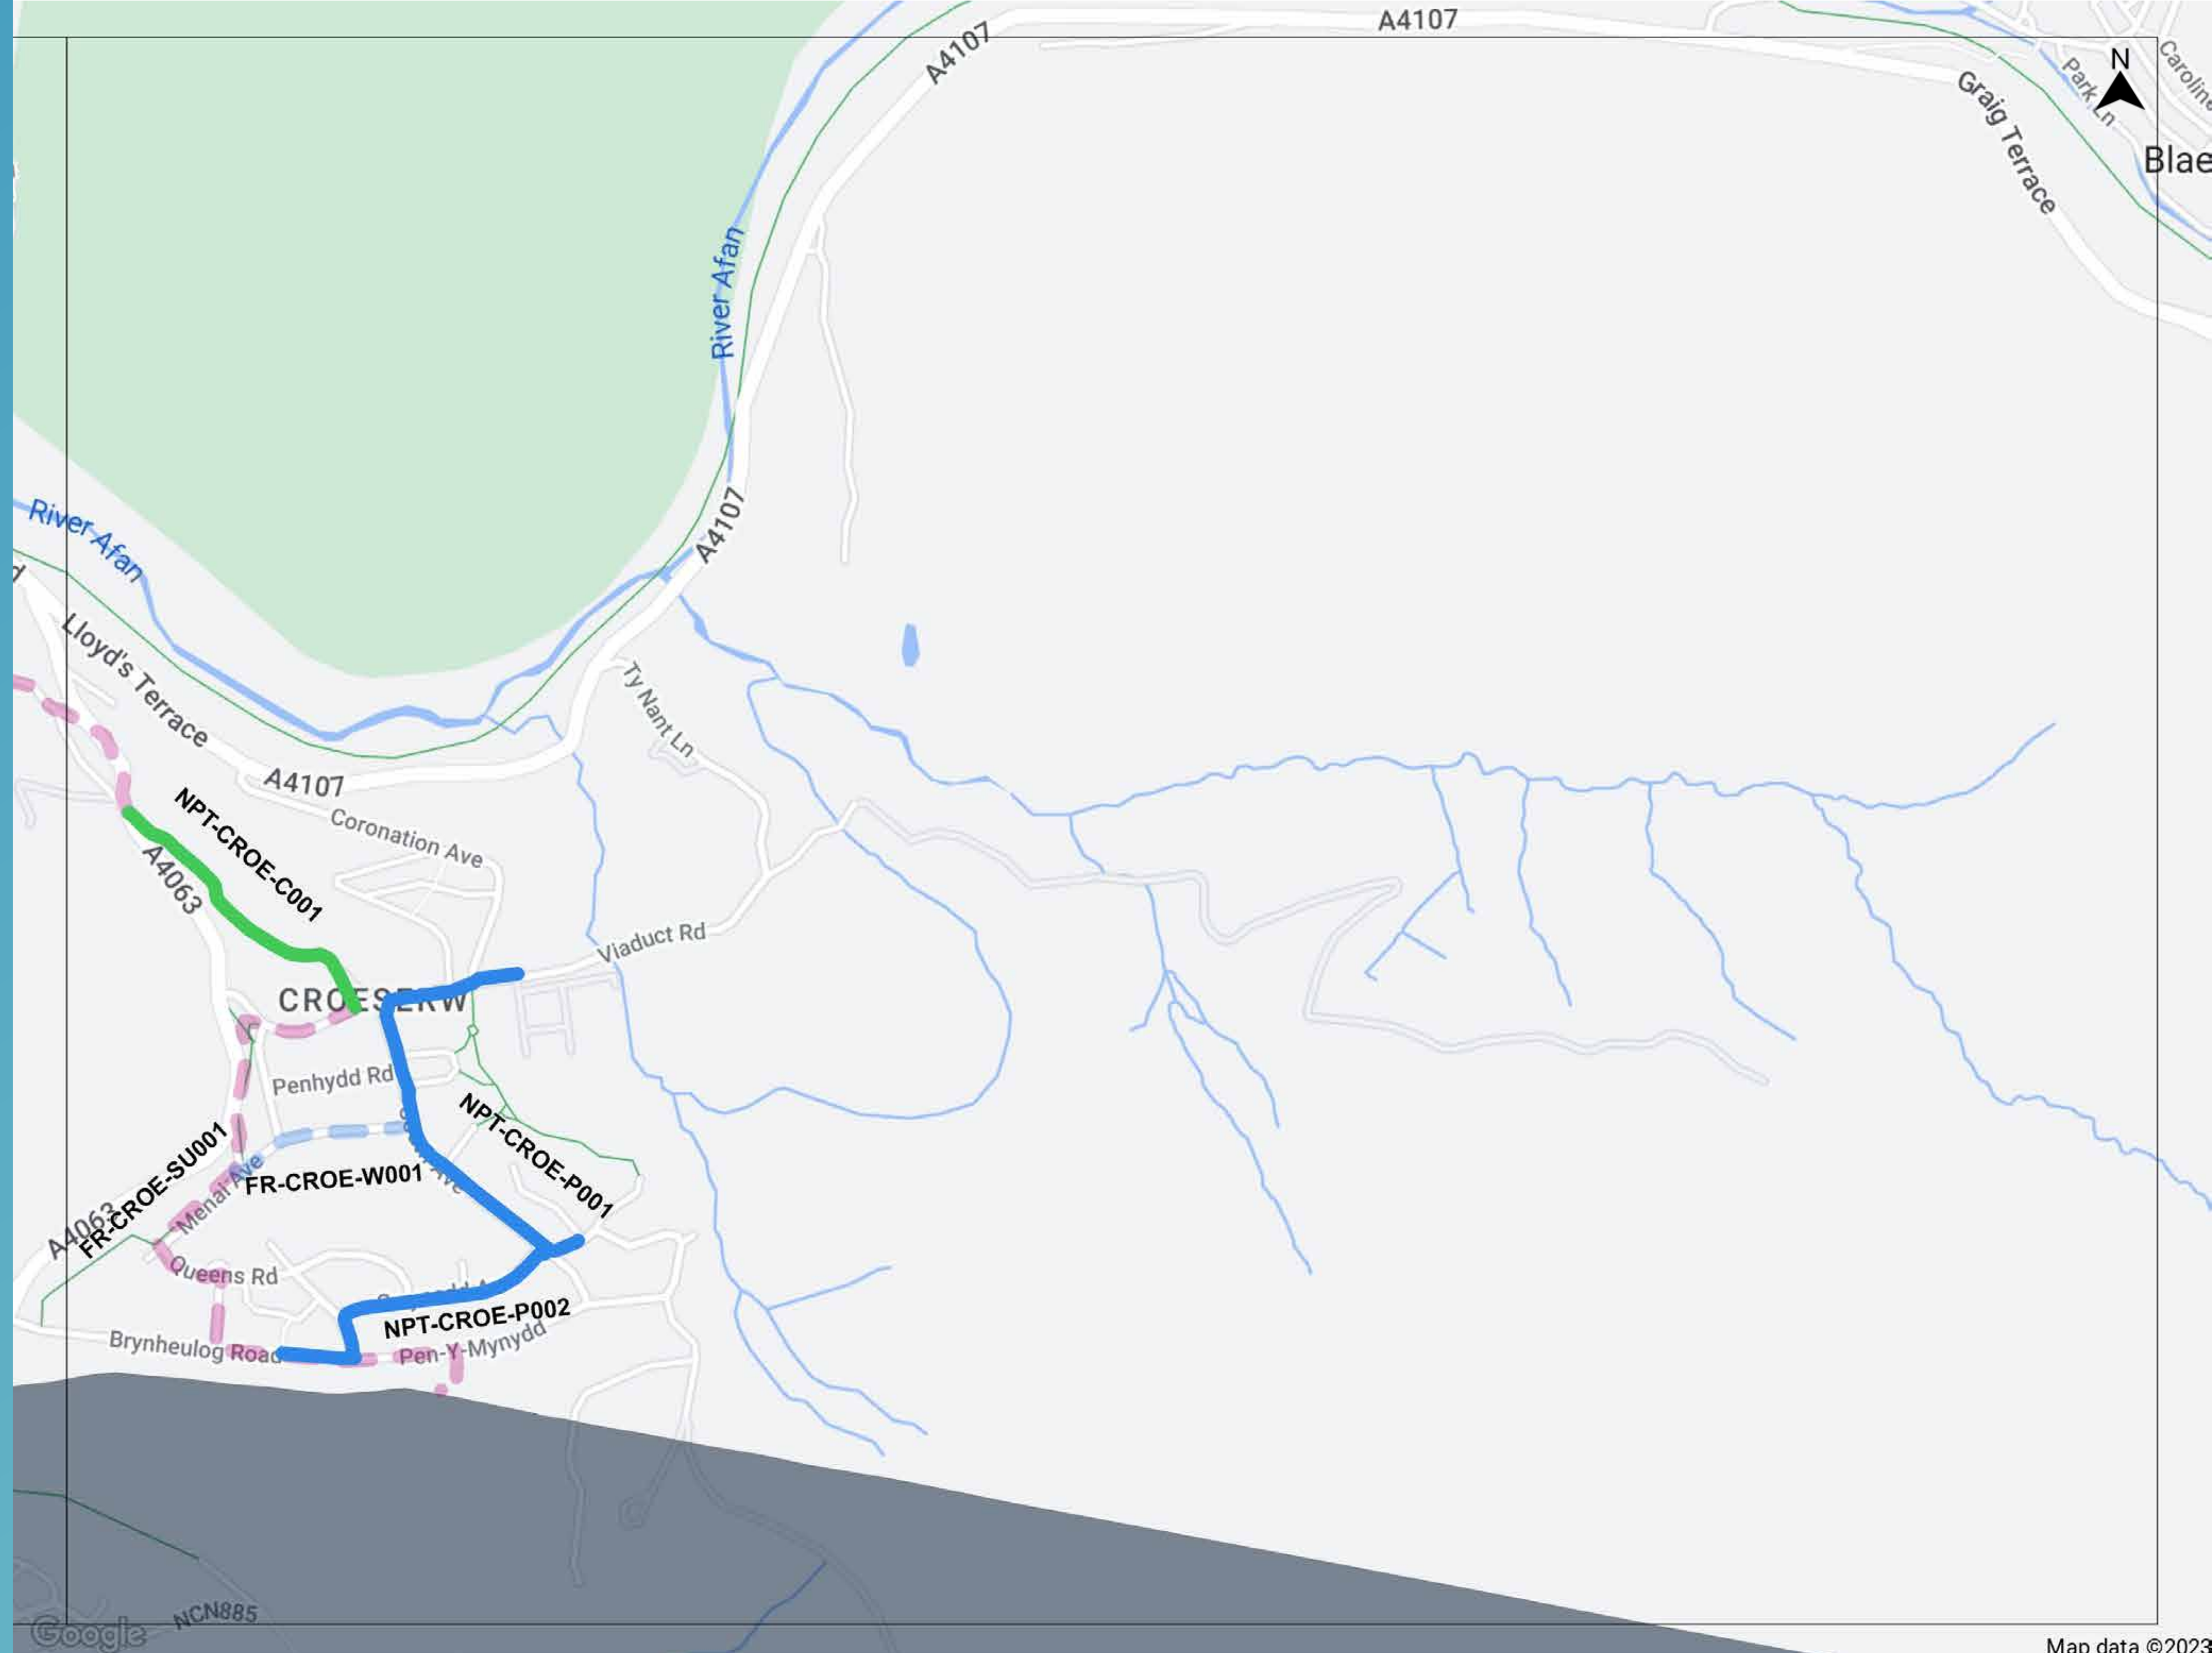 A4107
A4107
N
Caroline
Park Ln
Graig Terrace
Blae
River Afan
River Afan
A4107
d
Lloyd's Terrace
Ty Nant Ln
A4107
NPT-CROE-C001
Coronation Ave
A4063
Viaduct Rd
CROESERW
Penhydd Rd
NPT-CROE-P001
FR-CROE-SU001
Menai Ave
FR-CROE-W001
Ave
A4063
Queens Rd
NPT-CROE-P002
Brynheulog Road
Pen-Y-Mynydd
NCN885
Google
Map data ©2023